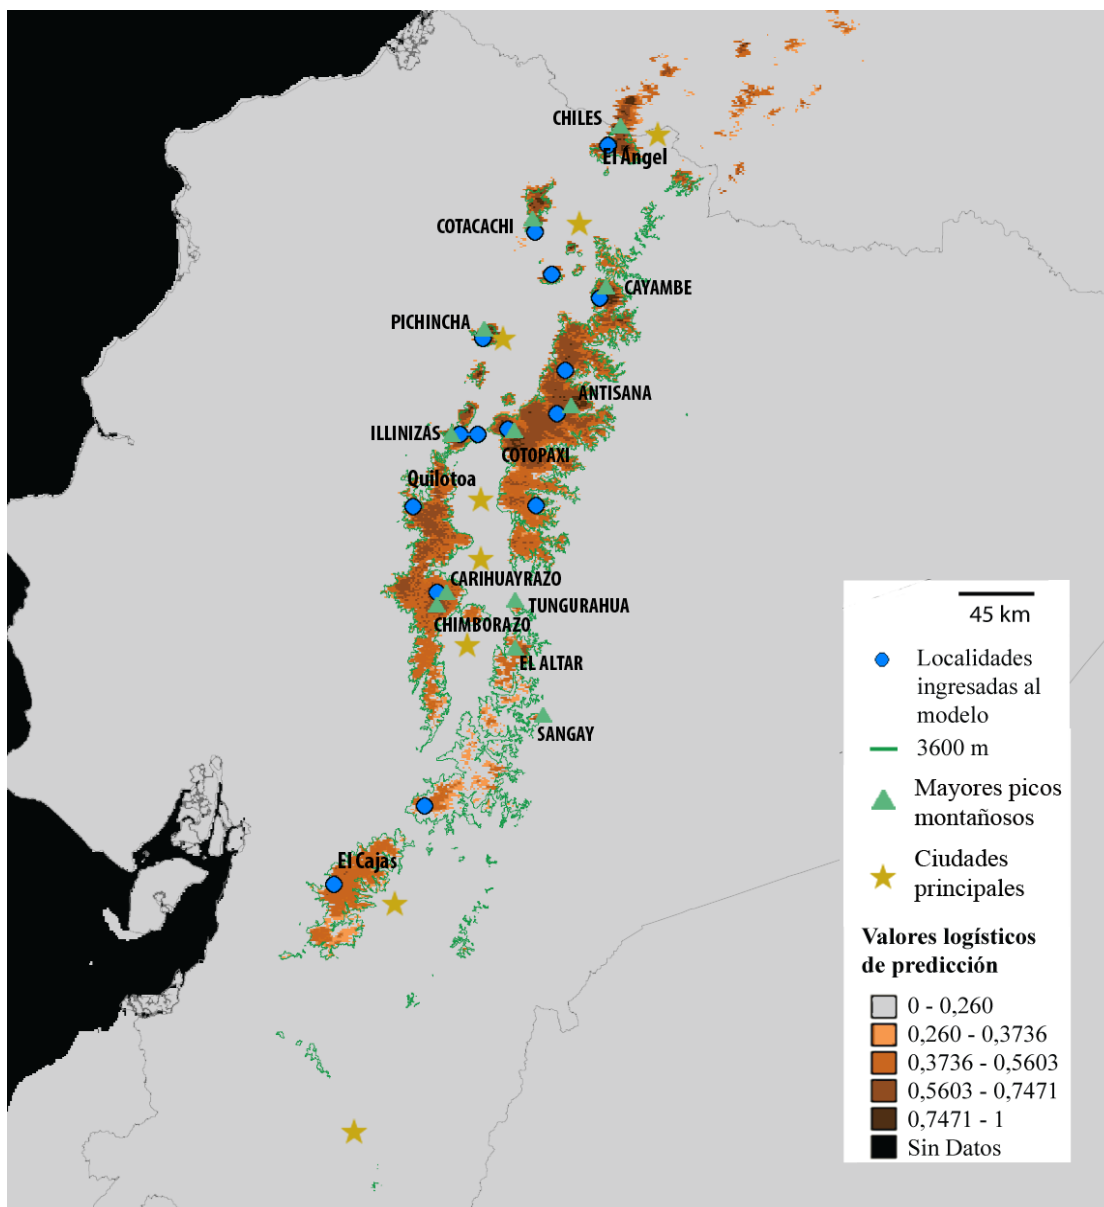 CHILES
El Ángel
COTACACHI
CAYAMBE
PICHINCHA
ANTISANA
ILLINIZAS
COTOPAXI
Quilotoa
CARIHUAYRAZO
TUNGURAHUA
CHIMBORAZO
EL ALTAR
SANGAY
El Cajas
45 km
Localidades
ingresadas al
modelo
3600 m
Mayores picos
montañosos
Ciudades
principales
Valores logísticos
de predicción
0 - 0,260
0,260 - 0,3736
0,3736 - 0,5603
0,5603 - 0,7471
0,7471 - 1
Sin Datos